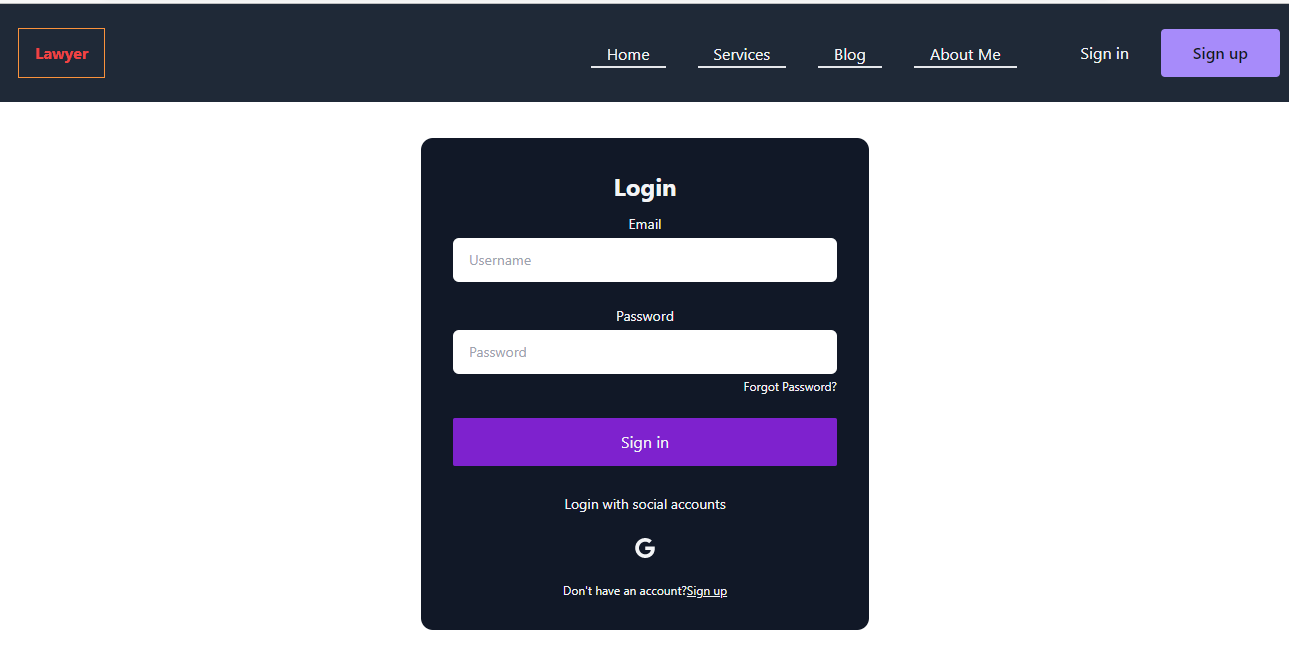 Lawyer Home Services Blog About Me Sign in Sign up
Login
Email
Username
Password
Password
Forgot Password?
Sign in
Login with social accounts
G
Don't have an account?Sign up